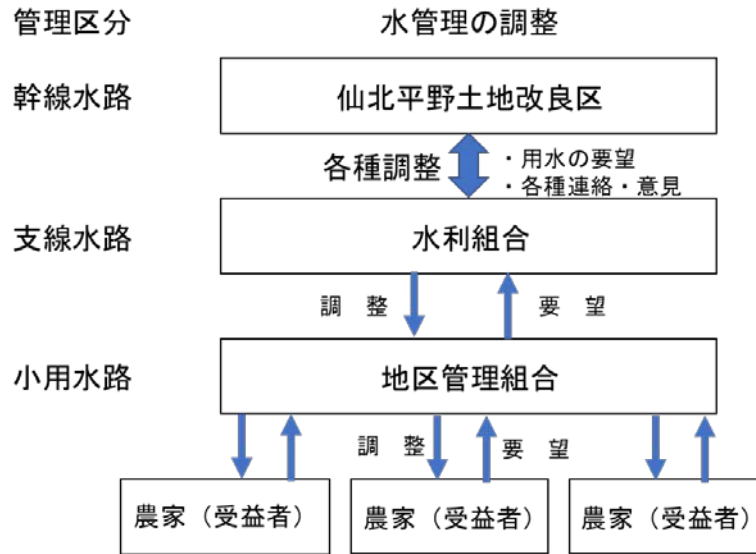 管理区分 水管理の調整
幹線水路 仙北平野土地改良区
各種調整 ・用水の要望
・各種連絡・意見
支線水路 水利組合
調 整 要 望
小用水路 地区管理組合
調 整 要 望
農家（受益者） 農家（受益者） 農家（受益者）